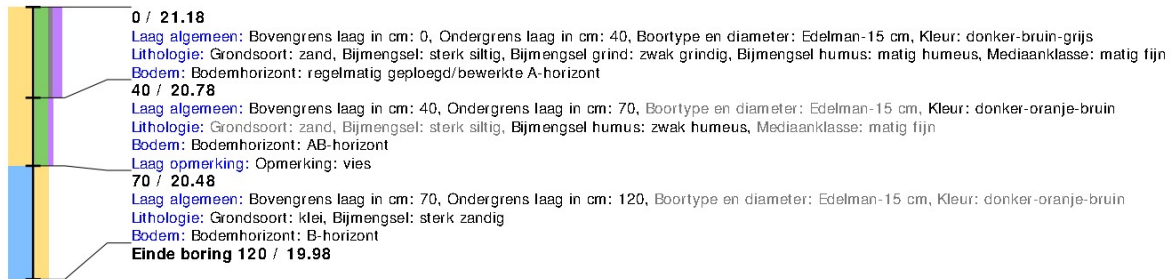 0 / 21.18
Laag algemeen: Bovengrens laag in cm: 0, Ondergrens laag in cm: 40, Boortype en diameter: Edelman-15 cm, Kleur: donker-bruin-grijs
Lithologie: Grondsoort: zand, Bijmengsel: sterk siltig, Bijmengsel grind: zwak grindig, Bijmengsel humus: matig humeus, Mediaanklasse: matig fijn
Bodem: Bodemhorizont: regelmatig geploegd/bewerkte A-horizont
40 / 20.78
Laag algemeen: Bovengrens laag in cm: 40, Ondergrens laag in cm: 70, Boortype en diameter: Edelman-15 cm, Kleur: donker-oranje-bruin
Lithologie: Grondsoort: zand, Bijmengsel: sterk siltig, Bijmengsel humus: zwak humeus, Mediaanklasse: matig fijn
Bodem: Bodemhorizont: AB-horizont
Laag opmerking: Opmerking: vies
70 / 20.48
Laag algemeen: Bovengrens laag in cm: 70, Ondergrens laag in cm: 120, Boortype en diameter: Edelman-15 cm, Kleur: donker-oranje-bruin
Lithologie: Grondsoort: klei, Bijmengsel: sterk zandig
Bodem: Bodemhorizont: B-horizont
Einde boring 120 / 19.98